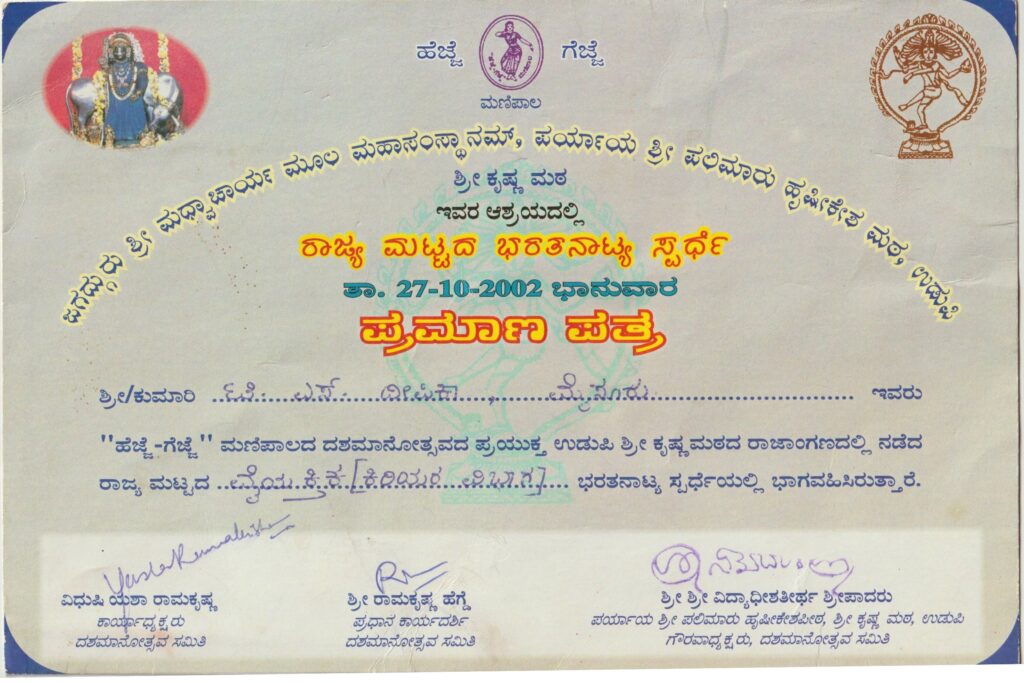 ಹೆಜ್ಜೆ ಗೆಜ್ಜೆ
ಮಣಿಪಾಲ
ಜಗದ್ಗುರು ಶ್ರೀ ಮಧ್ವಾಚಾರ್ಯ ಮೂಲ ಮಹಾಸಂಸ್ಥಾನಮ್, ಪರ್ಯಾಯ ಶ್ರೀ ಪಲಿಮಾರು ಹೃಷೀಕೇಶ ಮಠ, ಉಡುಪಿ
ಶ್ರೀ ಕೃಷ್ಣ ಮಠ
ಇವರ ಆಶ್ರಯದಲ್ಲಿ
ರಾಜ್ಯ ಮಟ್ಟದ ಭರತನಾಟ್ಯ ಸ್ಪರ್ಧೆ
ತಾ. 27-10-2002 ಭಾನುವಾರ
ಪ್ರಮಾಣ ಪತ್ರ
ಶ್ರೀ/ಕುಮಾರಿ ಎಸ್. ದೀಪಿಕಾ, ಮೈಸೂರು ಇವರು
"ಹೆಜ್ಜೆ-ಗೆಜ್ಜೆ" ಮಣಿಪಾಲದ ದಶಮಾನೋತ್ಸವದ ಪ್ರಯುಕ್ತ ಉಡುಪಿ ಶ್ರೀ ಕೃಷ್ಣಮಠದ ರಾಜಾಂಗಣದಲ್ಲಿ ನಡೆದ
ರಾಜ್ಯ ಮಟ್ಟದ ವೈಯಕ್ತಿಕ [ಕಿರಿಯರ ವಿಭಾಗ] ಭರತನಾಟ್ಯ ಸ್ಪರ್ಧೆಯಲ್ಲಿ ಭಾಗವಹಿಸಿರುತ್ತಾರೆ.
ವಿಧುಷಿ ಯಶಾ ರಾಮಕೃಷ್ಣ
ಕಾರ್ಯಾಧ್ಯಕ್ಷರು
ದಶಮಾನೋತ್ಸವ ಸಮಿತಿ
ಶ್ರೀ ರಾಮಕೃಷ್ಣ ಹೆಗ್ಡೆ
ಪ್ರಧಾನ ಕಾರ್ಯದರ್ಶಿ
ದಶಮಾನೋತ್ಸವ ಸಮಿತಿ
ಶ್ರೀ ಶ್ರೀ ವಿದ್ಯಾಧೀಶತೀರ್ಥ ಶ್ರೀಪಾದರು
ಪರ್ಯಾಯ ಶ್ರೀ ಪಲಿಮಾರು ಹೃಷೀಕೇಶಪೀಠ, ಶ್ರೀ ಕೃಷ್ಣ ಮಠ, ಉಡುಪಿ
ಗೌರವಾಧ್ಯಕ್ಷರು, ದಶಮಾನೋತ್ಸವ ಸಮಿತಿ